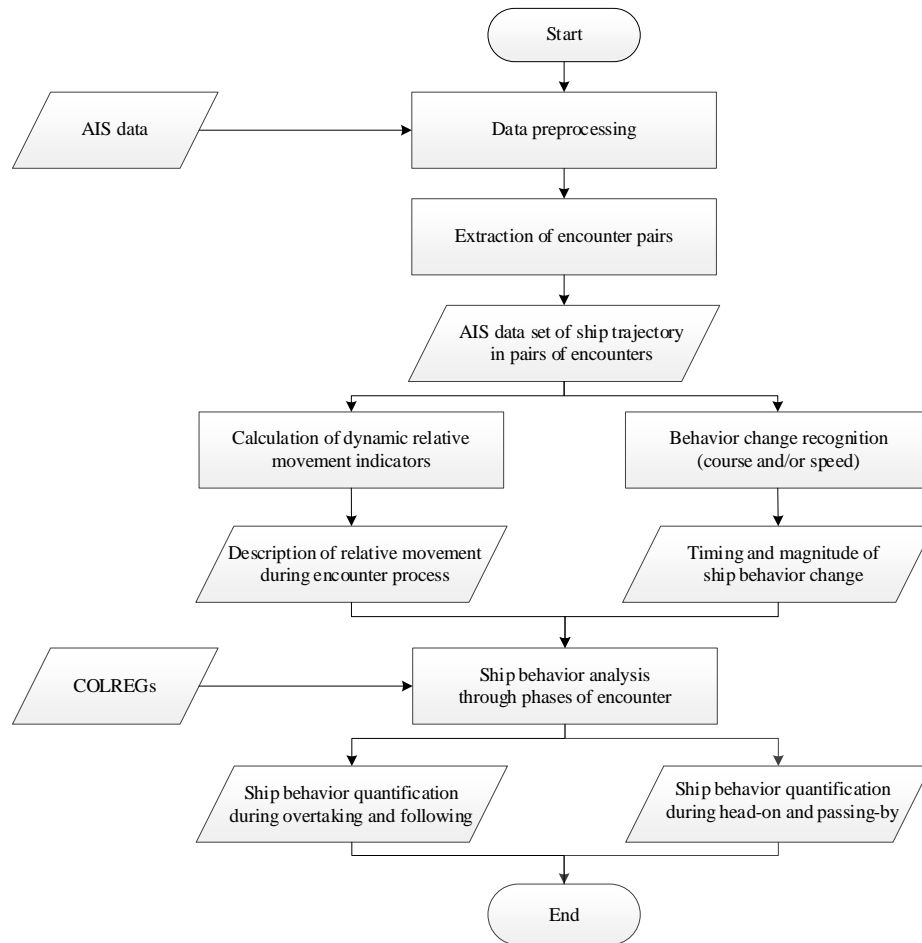 Start
AIS data
Data preprocessing
Extraction of encounter pairs
AIS data set of ship trajectory
in pairs of encounters
Calculation of dynamic relative
movement indicators
Behavior change recognition
(course and/or speed)
Description of relative movement
during encounter process
Timing and magnitude of
ship behavior change
COLREGs
Ship behavior analysis
through phases of encounter
Ship behavior quantification
during overtaking and following
Ship behavior quantification
during head-on and passing-by
End